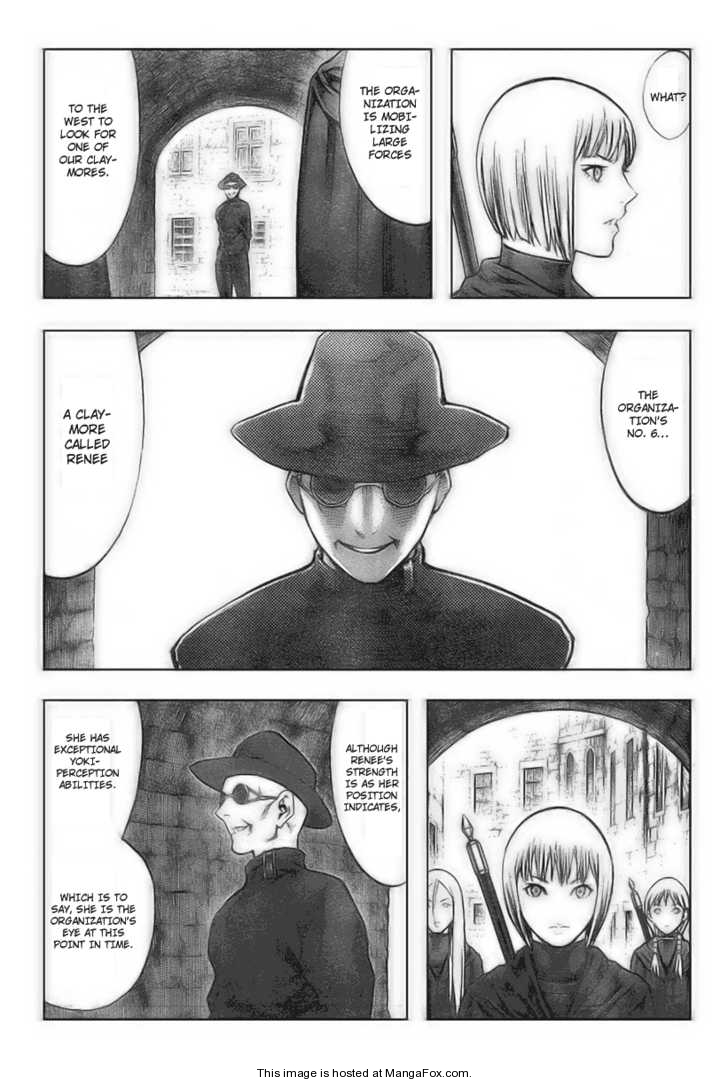 WHAT?
THE ORGA-
NIZATION
IS MOBI-
LIZING
LARGE
FORCES
TO THE
WEST TO
LOOK FOR
ONE OF
OUR CLAY-
MORES.
THE
ORGANIZA-
TION'S
NO. 6...
A CLAY-
MORE
CALLED
RENEE
ALTHOUGH
RENEE'S
STRENGTH
IS AS HER
POSITION
INDICATES,
SHE HAS
EXCEPTIONAL
YOKI-
PERCEPTION
ABILITIES.
WHICH IS TO
SAY, SHE IS THE
ORGANIZATION'S
EYE AT THIS
POINT IN TIME.
This image is hosted at MangaFox.com.